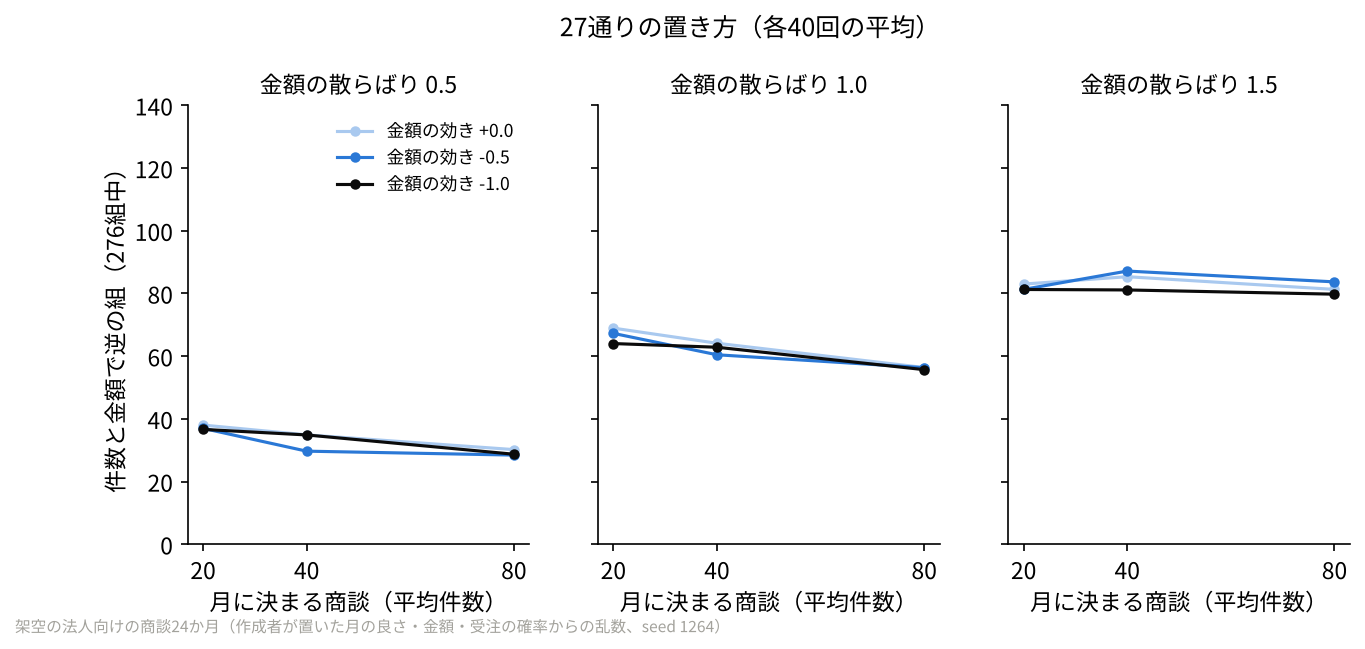 27通りの置き方（各40回の平均）
金額の散らばり 0.5
金額の散らばり 1.0
金額の散らばり 1.5
件数と金額で逆の組（276組中）
140
120
100
80
60
40
20
0
金額の効き +0.0
金額の効き -0.5
金額の効き -1.0
20 40 80
20 40 80
20 40 80
月に決まる商談（平均件数）
月に決まる商談（平均件数）
月に決まる商談（平均件数）
架空の法人向けの商談24か月（作成者が置いた月の良さ・金額・受注の確率からの乱数、seed 1264）